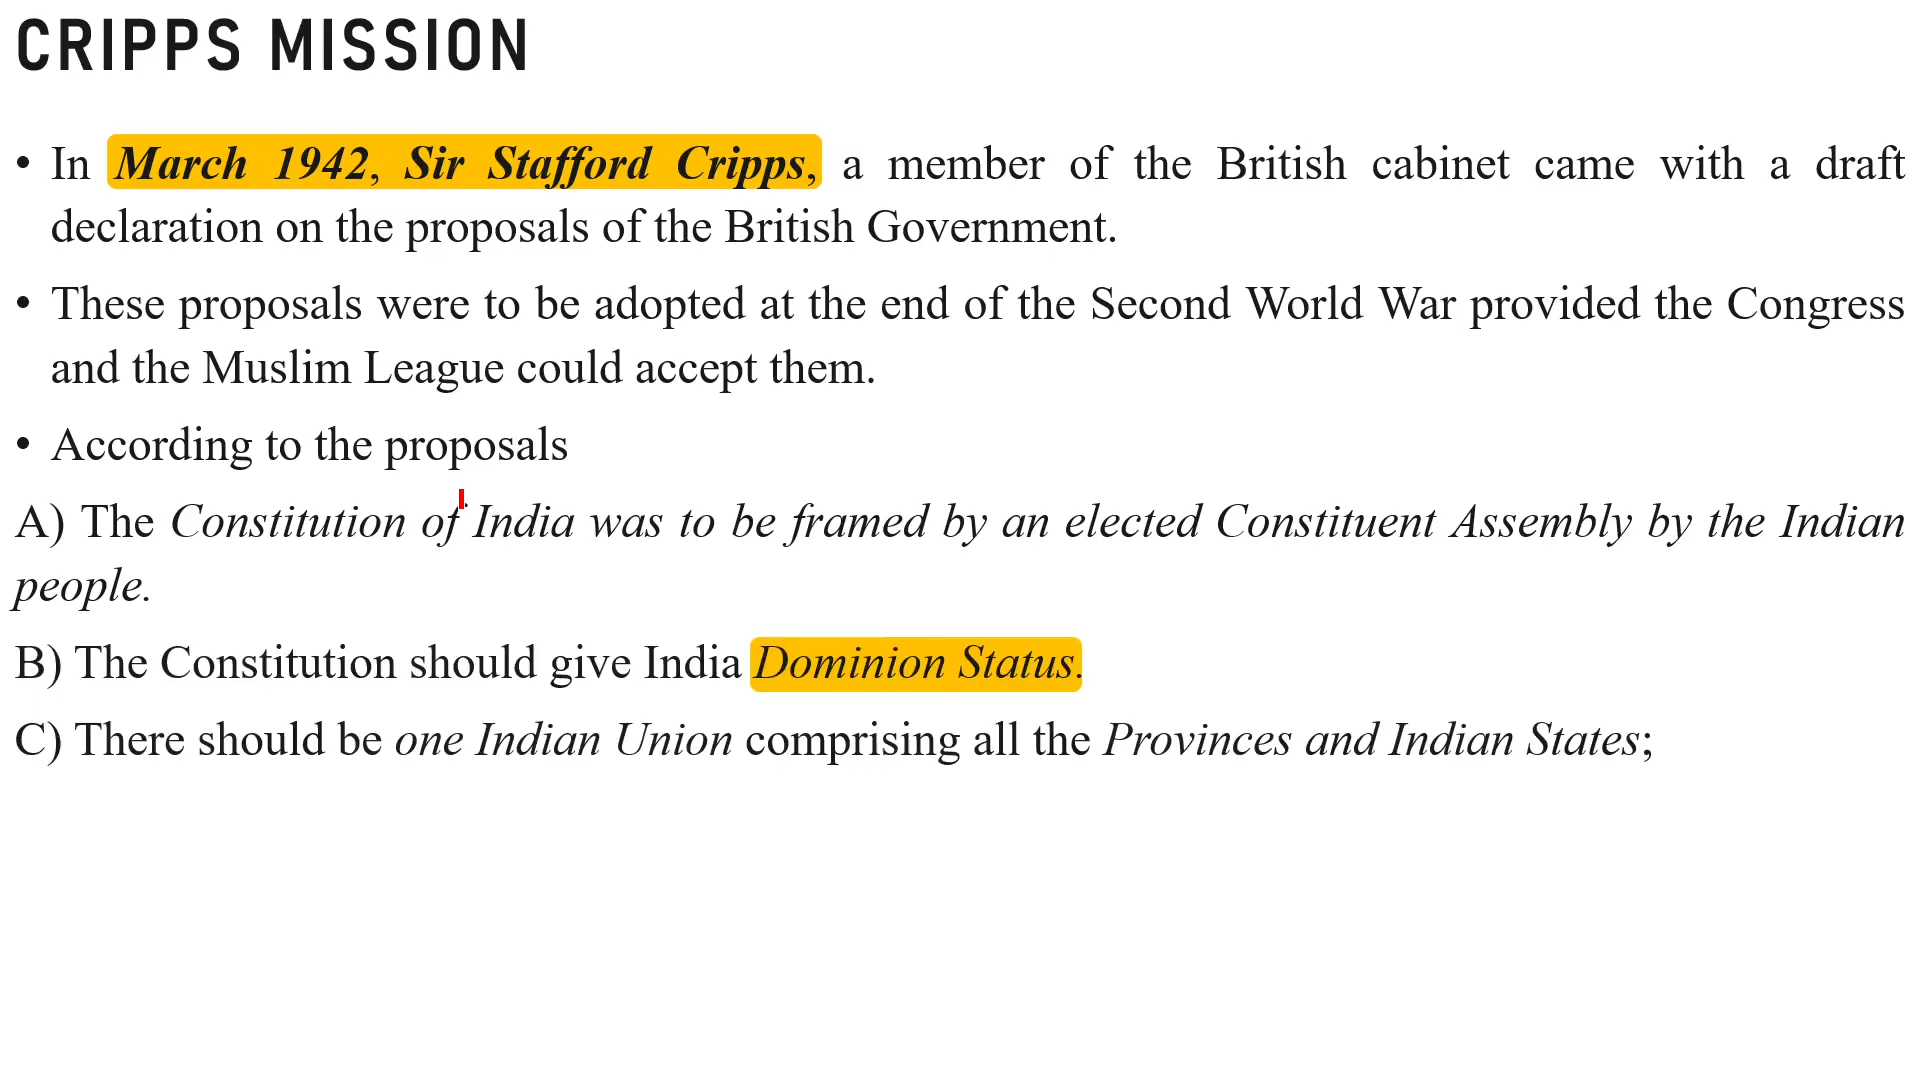 CRIPPS MISSION
• In March 1942, Sir Stafford Cripps, a member of the British cabinet came with a draft
declaration on the proposals of the British Government.
• These proposals were to be adopted at the end of the Second World War provided the Congress
and the Muslim League could accept them.
• According to the proposals
A) The Constitution of India was to be framed by an elected Constituent Assembly by the Indian
people.
B) The Constitution should give India Dominion Status.
C) There should be one Indian Union comprising all the Provinces and Indian States;